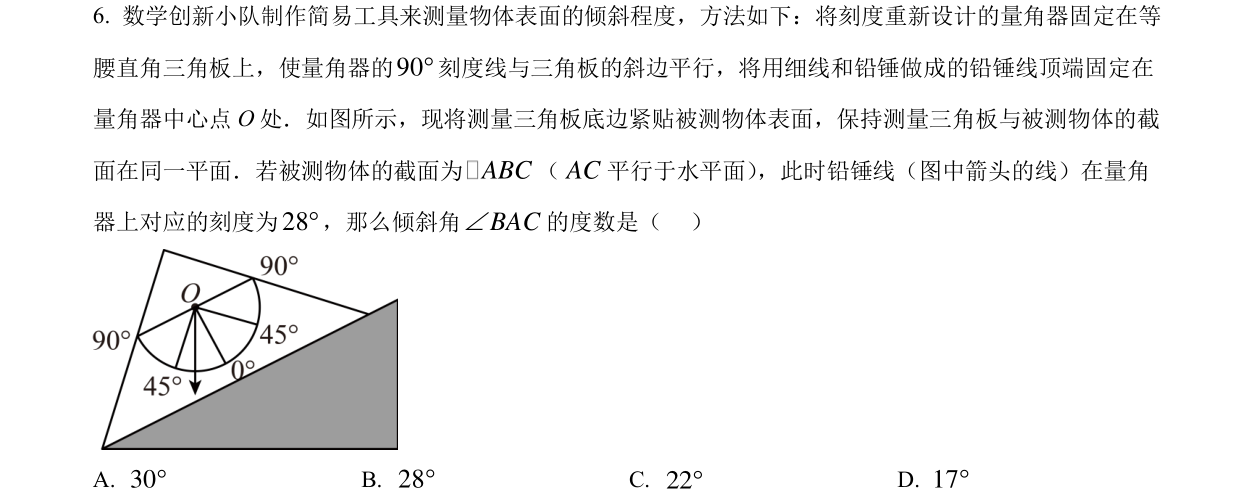 6. 数学创新小队制作简易工具来测量物体表面的倾斜程度，方法如下：将刻度重新设计的量角器固定在等
腰直角三角板上，使量角器的90°刻度线与三角板的斜边平行，将用细线和铅锤做成的铅锤线顶端固定在
量角器中心点 O 处．如图所示，现将测量三角板底边紧贴被测物体表面，保持测量三角板与被测物体的截
面在同一平面．若被测物体的截面为□ABC（ AC 平行于水平面），此时铅锤线（图中箭头的线）在量角
器上对应的刻度为28°，那么倾斜角∠BAC 的度数是（　）
90°
O
90°
45°
0°
45°
A. 30° B. 28° C. 22° D. 17°